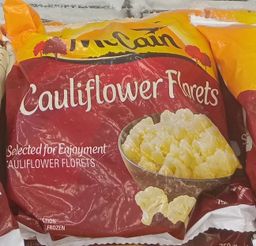 McCain
Cauliflower Florets
Selected for Enjoyment
CAULIFLOWER FLORETS
FROZEN